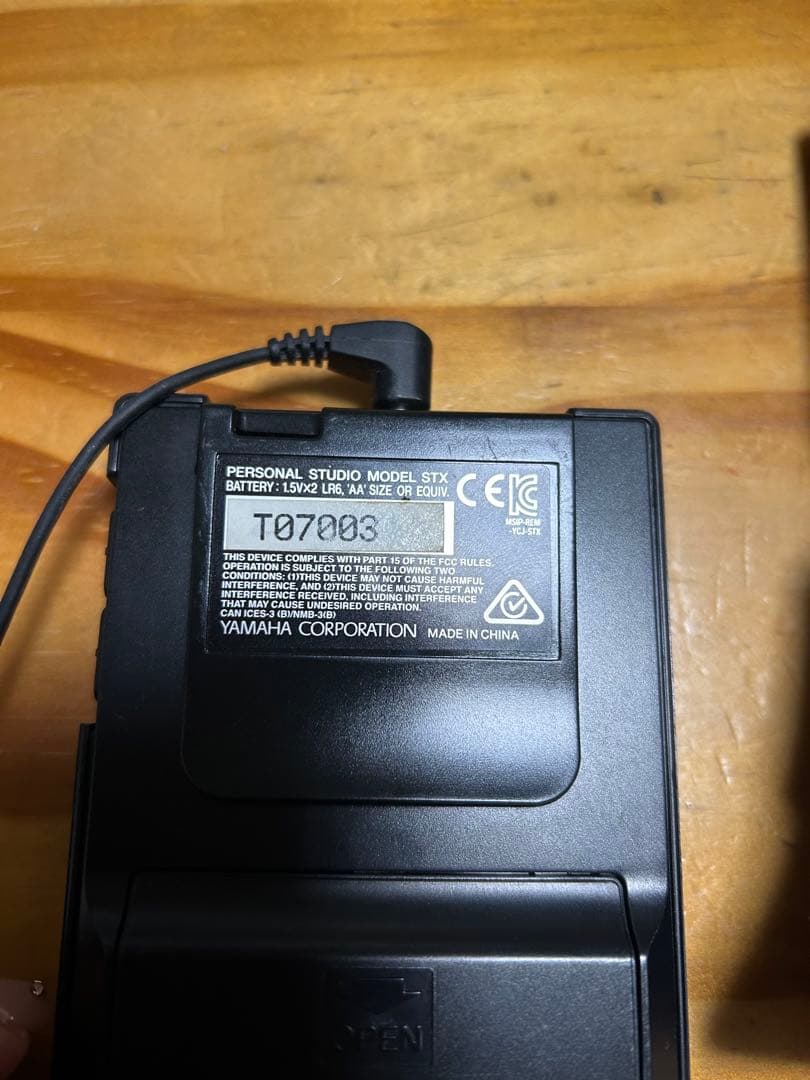 PERSONAL STUDIO MODEL STX
BATTERY : 1.5V×2 LR6, 'AA' SIZE OR EQUIV.
CE
KC
MSIP-REM
-YCJ-STX
T07003
THIS DEVICE COMPLIES WITH PART 15 OF THE FCC RULES.
OPERATION IS SUBJECT TO THE FOLLOWING TWO
CONDITIONS: (1)THIS DEVICE MAY NOT CAUSE HARMFUL
INTERFERENCE, AND (2)THIS DEVICE MUST ACCEPT ANY
INTERFERENCE RECEIVED, INCLUDING INTERFERENCE
THAT MAY CAUSE UNDESIRED OPERATION.
CAN ICES-3 (B)/NMB-3(B)
YAMAHA CORPORATION MADE IN CHINA
OPEN